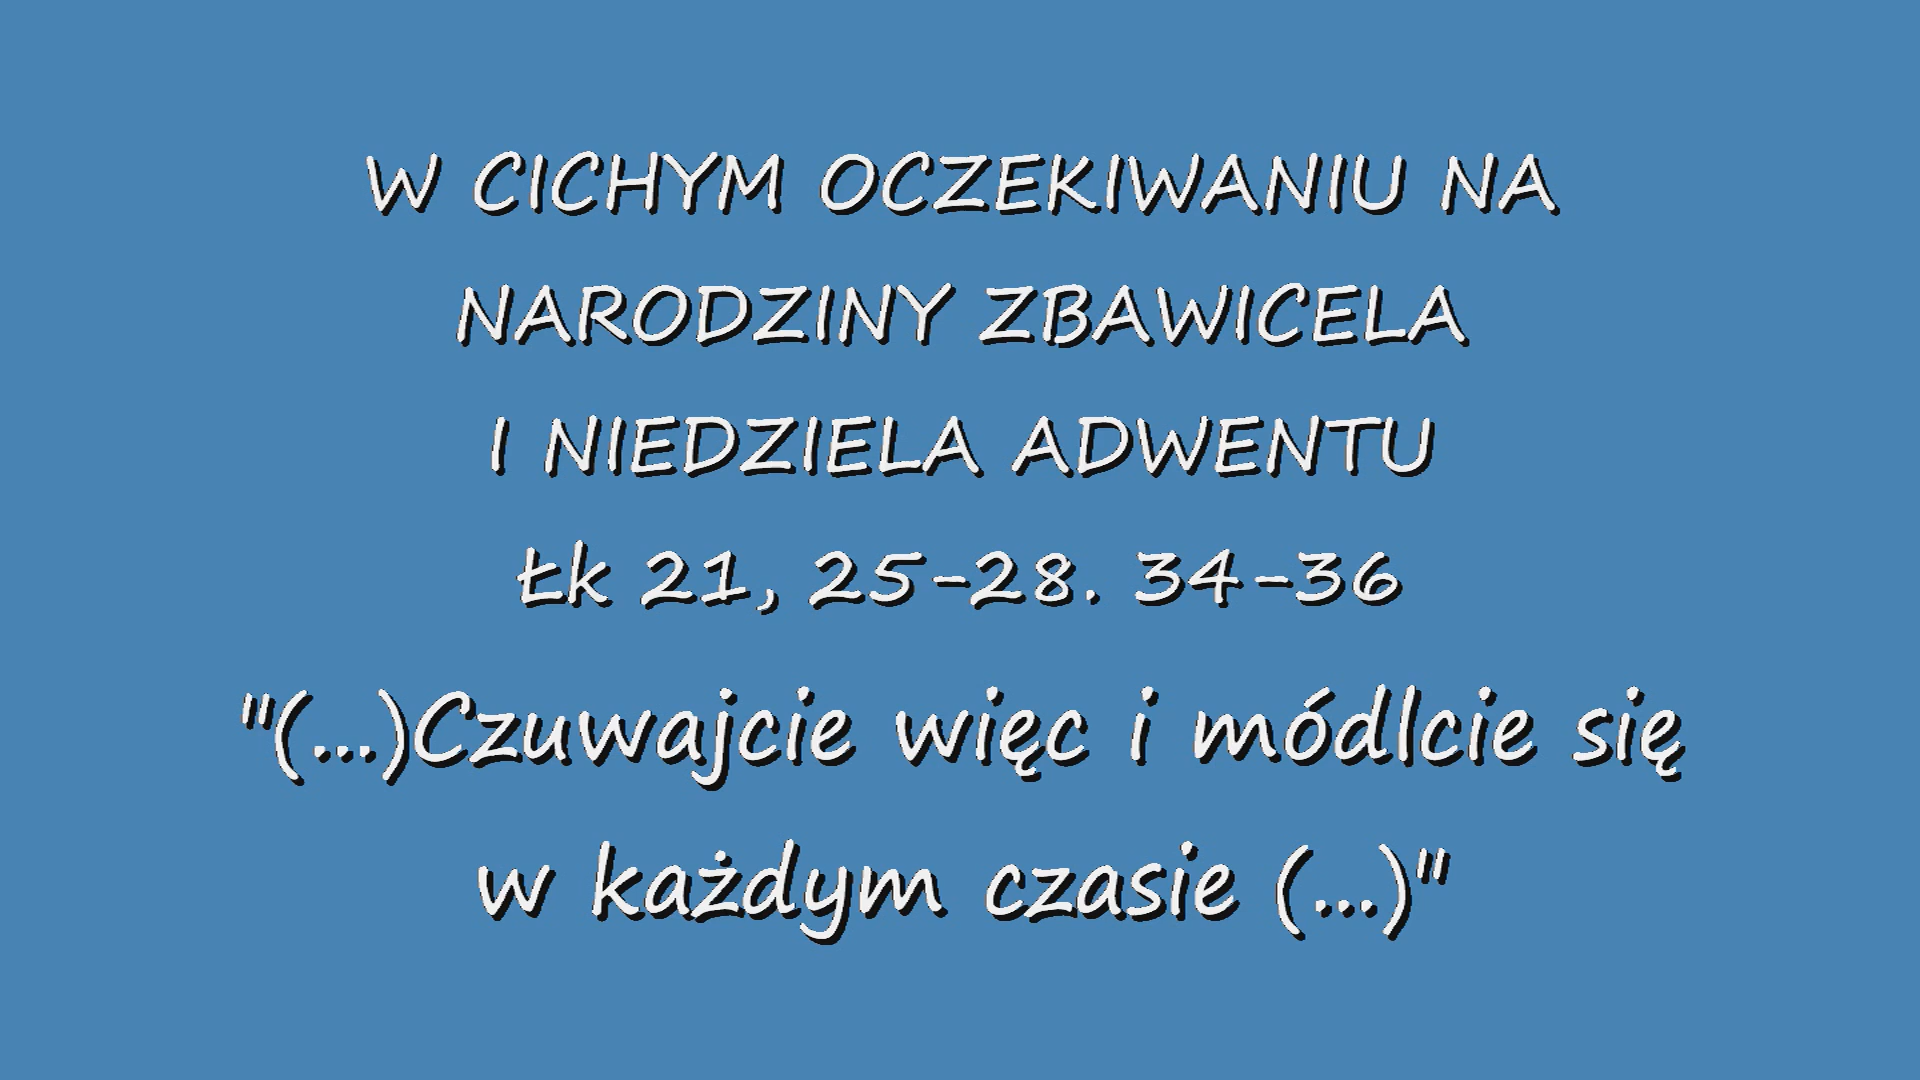 W CICHYM OCZEKIWANIU NA
NARODZINY ZBAWICELA
I NIEDZIELA ADWENTU
Łk 21, 25-28. 34-36
"(...)Czuwajcie więc i módlcie się
w każdym czasie (...)"